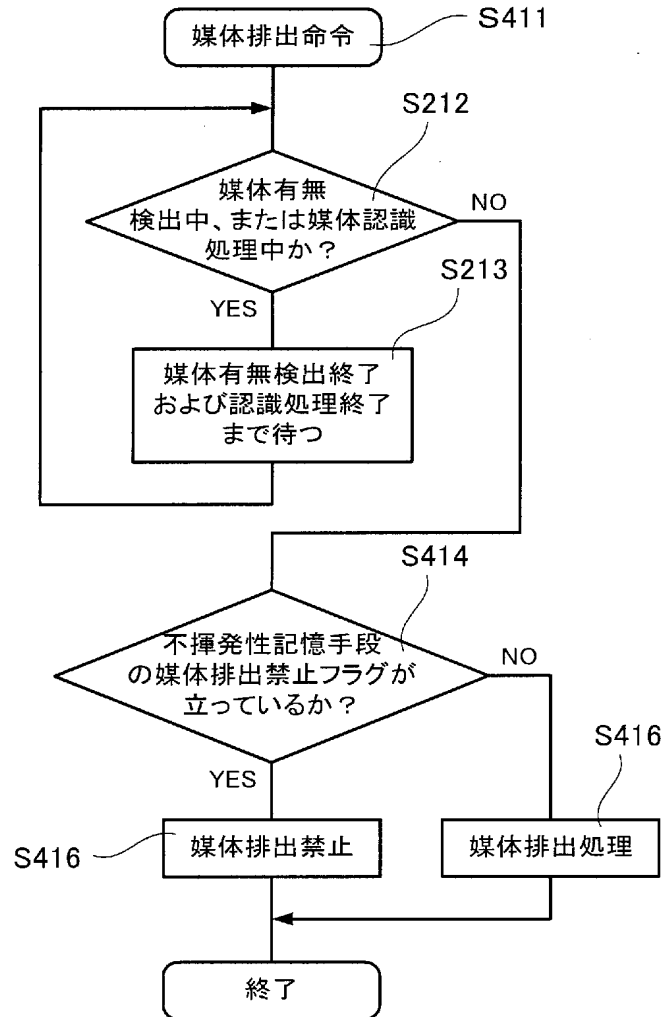 媒体排出命令
S411
S212
媒体有無
検出中、または媒体認識
処理中か？
NO
YES
S213
媒体有無検出終了
および認識処理終了
まで待つ
S414
不揮発性記憶手段
の媒体排出禁止フラグが
立っているか？
NO
YES
S416
媒体排出禁止
S416
媒体排出処理
終了